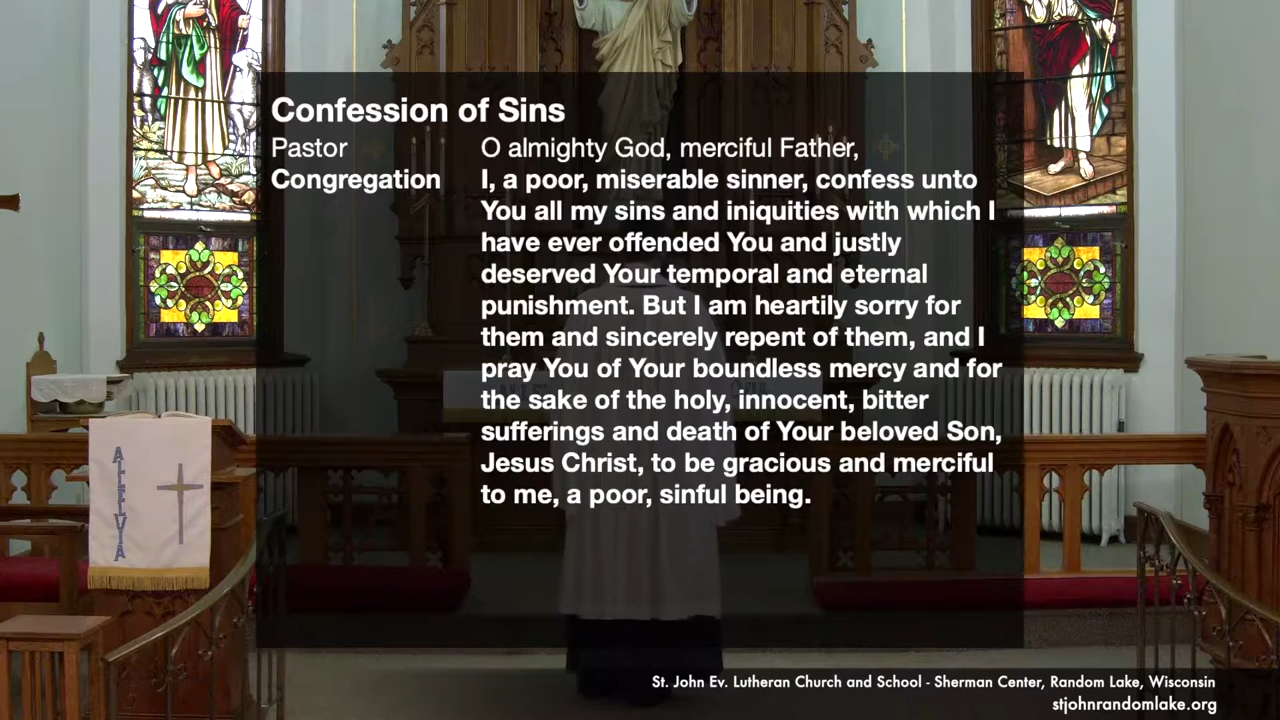 Confession of Sins
Pastor O almighty God, merciful Father,
Congregation I, a poor, miserable sinner, confess unto
You all my sins and iniquities with which I
have ever offended You and justly
deserved Your temporal and eternal
punishment. But I am heartily sorry for
them and sincerely repent of them, and I
pray You of Your boundless mercy and for
the sake of the holy, innocent, bitter
sufferings and death of Your beloved Son,
Jesus Christ, to be gracious and merciful
to me, a poor, sinful being.
ALLELVIA
St. John Ev. Lutheran Church and School - Sherman Center, Random Lake, Wisconsin
stjohnrandomlake.org